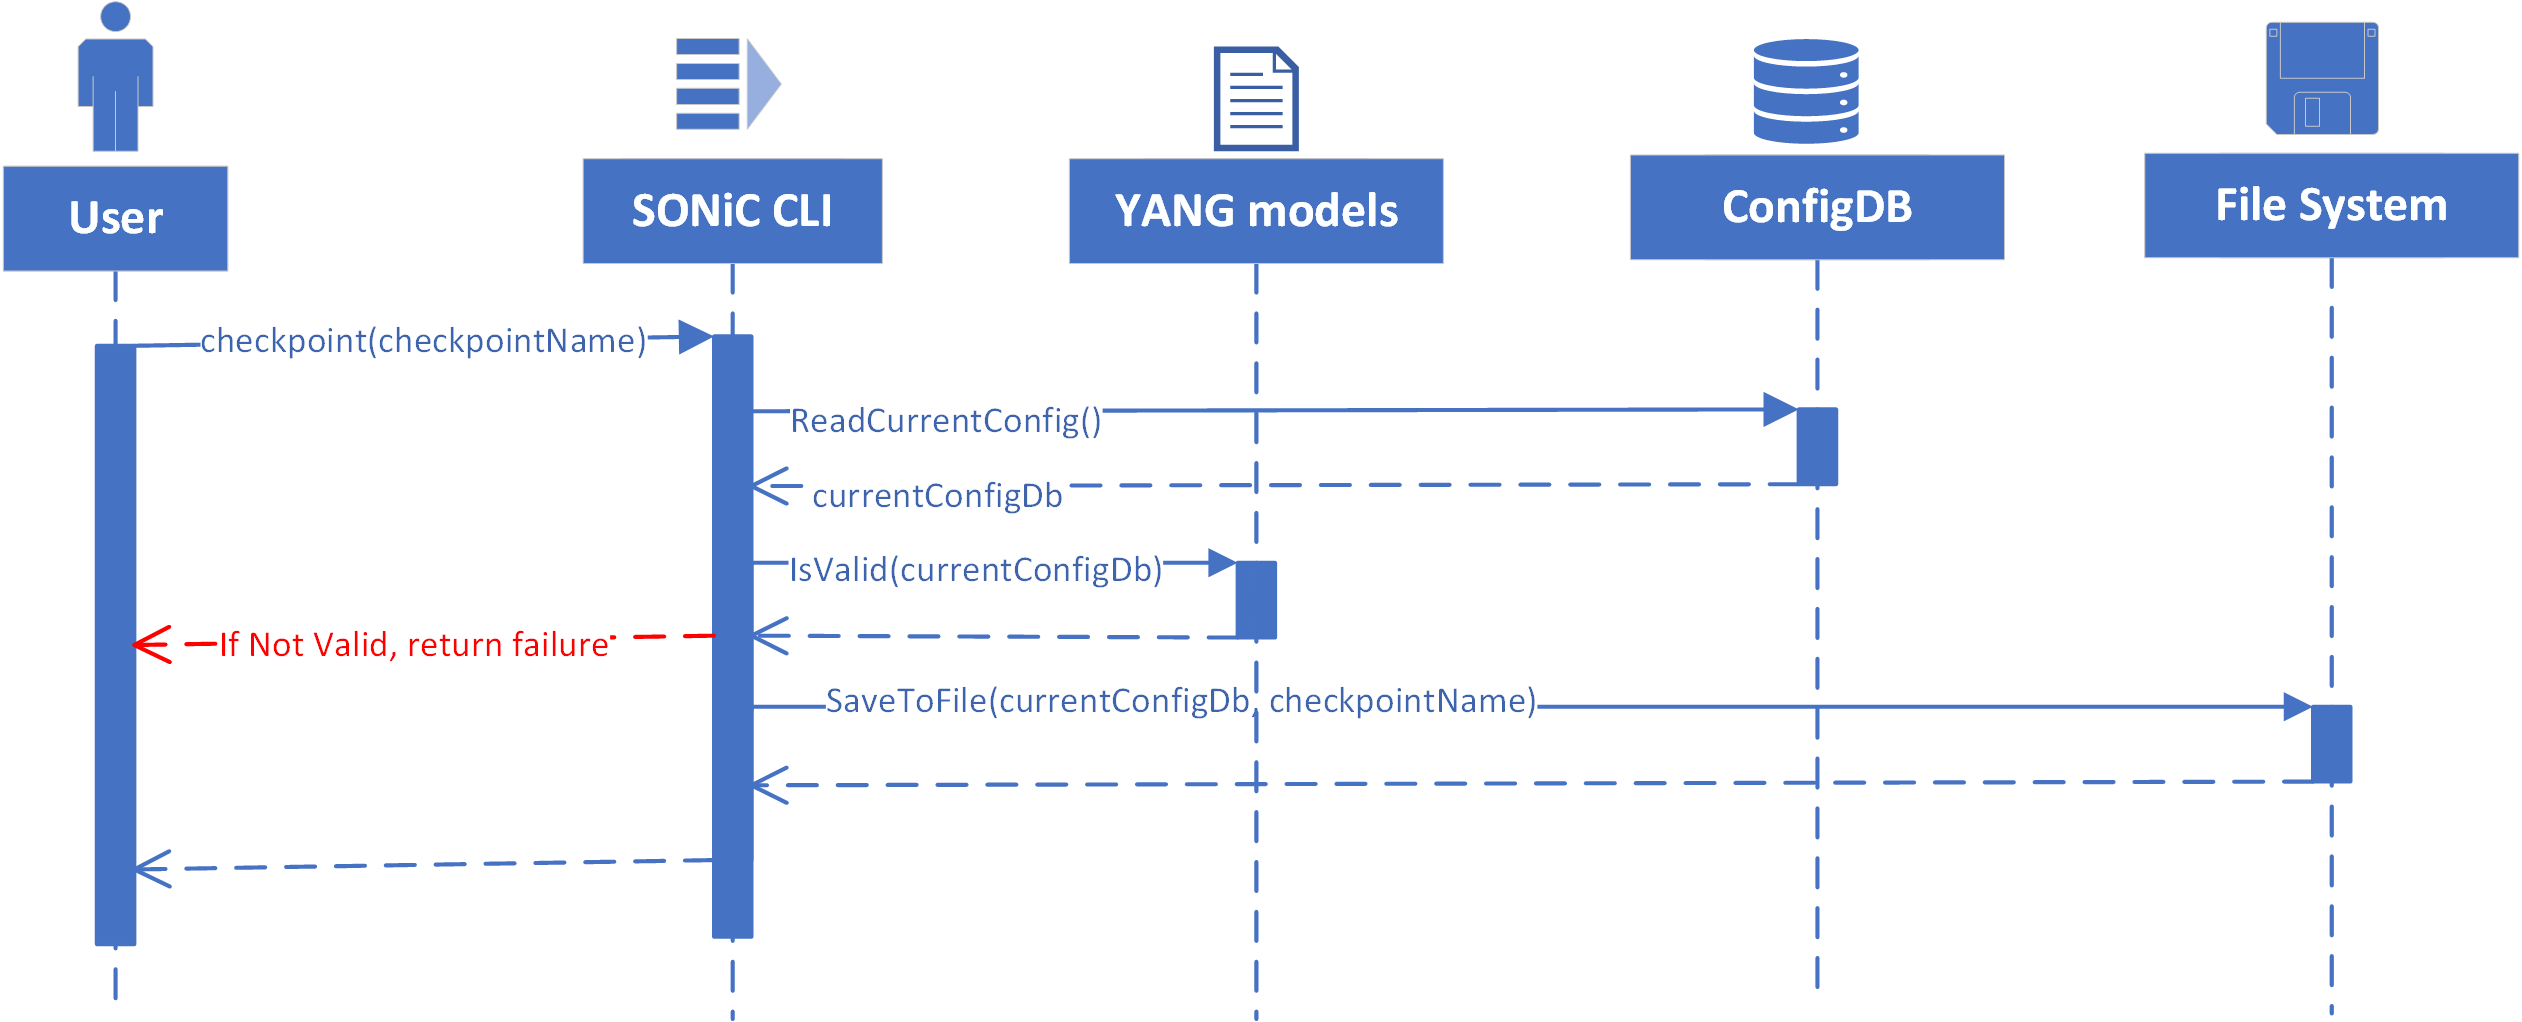 User
SONiC CLI
YANG models
ConfigDB
File System
checkpoint(checkpointName)
ReadCurrentConfig()
currentConfigDb
IsValid(currentConfigDb)
If Not Valid, return failure
SaveToFile(currentConfigDb, checkpointName)